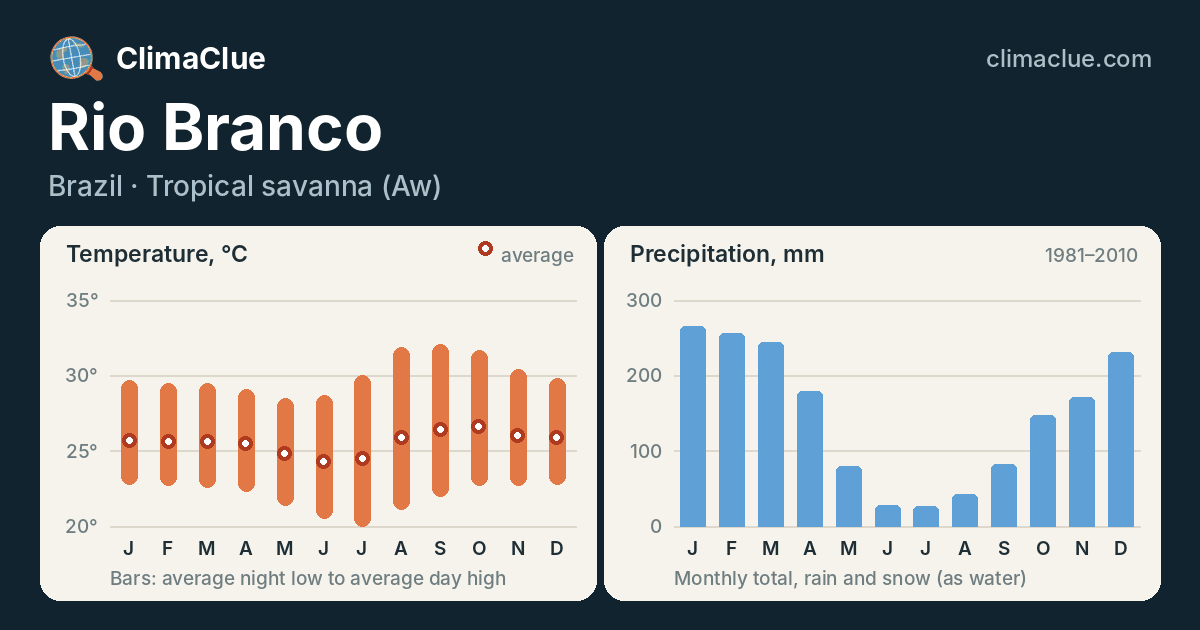 ClimaClue
climaclue.com
Rio Branco
Brazil · Tropical savanna (Aw)
Temperature, °C
average
35°
30°
25°
20°
J F M A M J J A S O N D
Bars: average night low to average day high
Precipitation, mm
1981–2010
300
200
100
0
J F M A M J J A S O N D
Monthly total, rain and snow (as water)